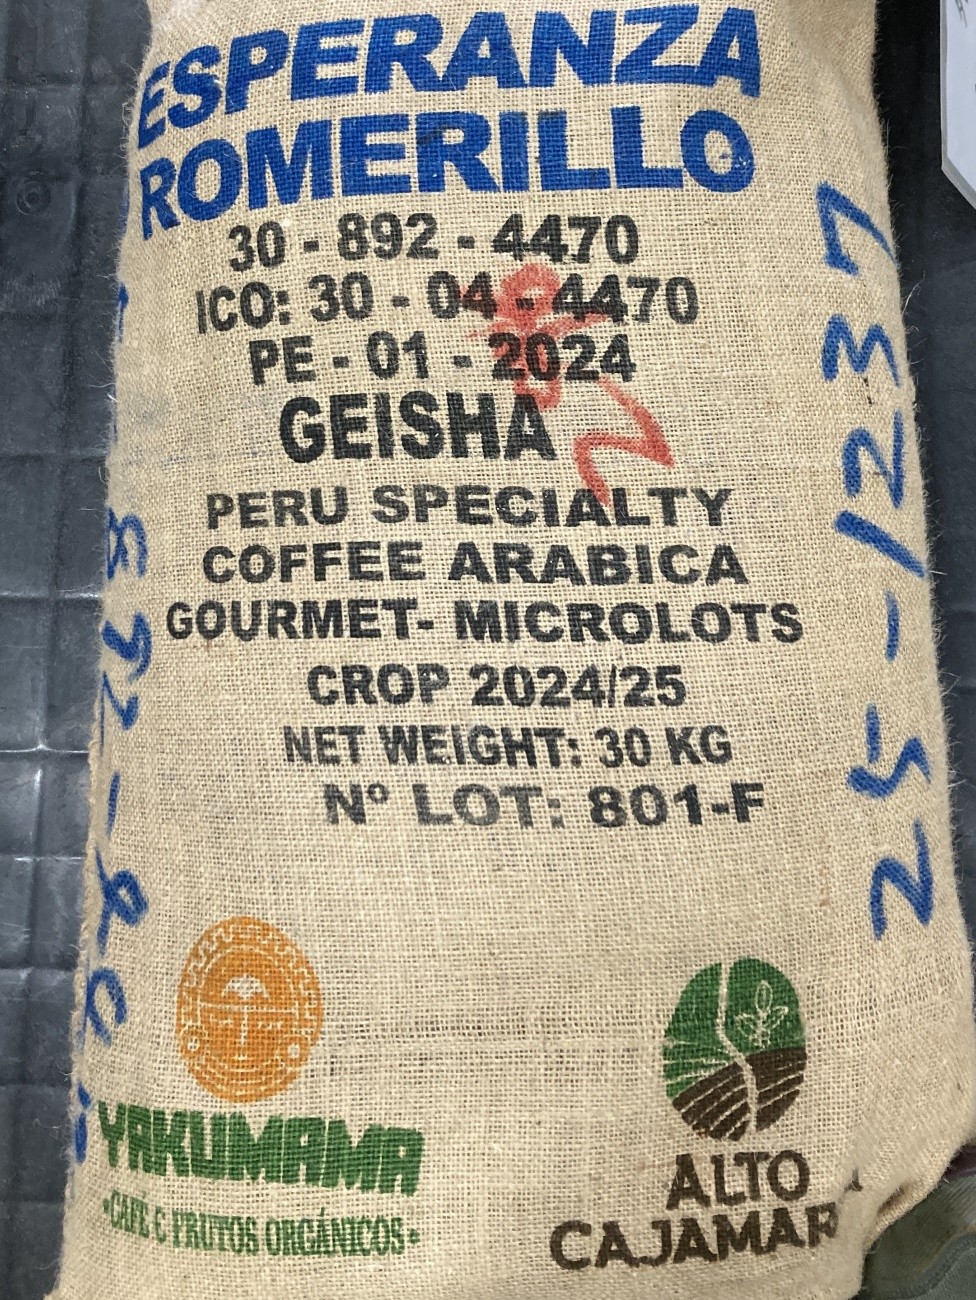 ESPERANZA
ROMERILLO
30 - 892 - 4470
ICO: 30 - 04 - 4470
PE - 01 - 2024
GEISHA
PERU SPECIALTY
COFFEE ARABICA
GOURMET- MICROLOTS
CROP 2024/25
NET WEIGHT: 30 KG
Nº LOT: 801-F
25-1237
YAKUMAMA
•CAFÉ E FRUTOS ORGÁNICOS•
ALTO
CAJAMAR